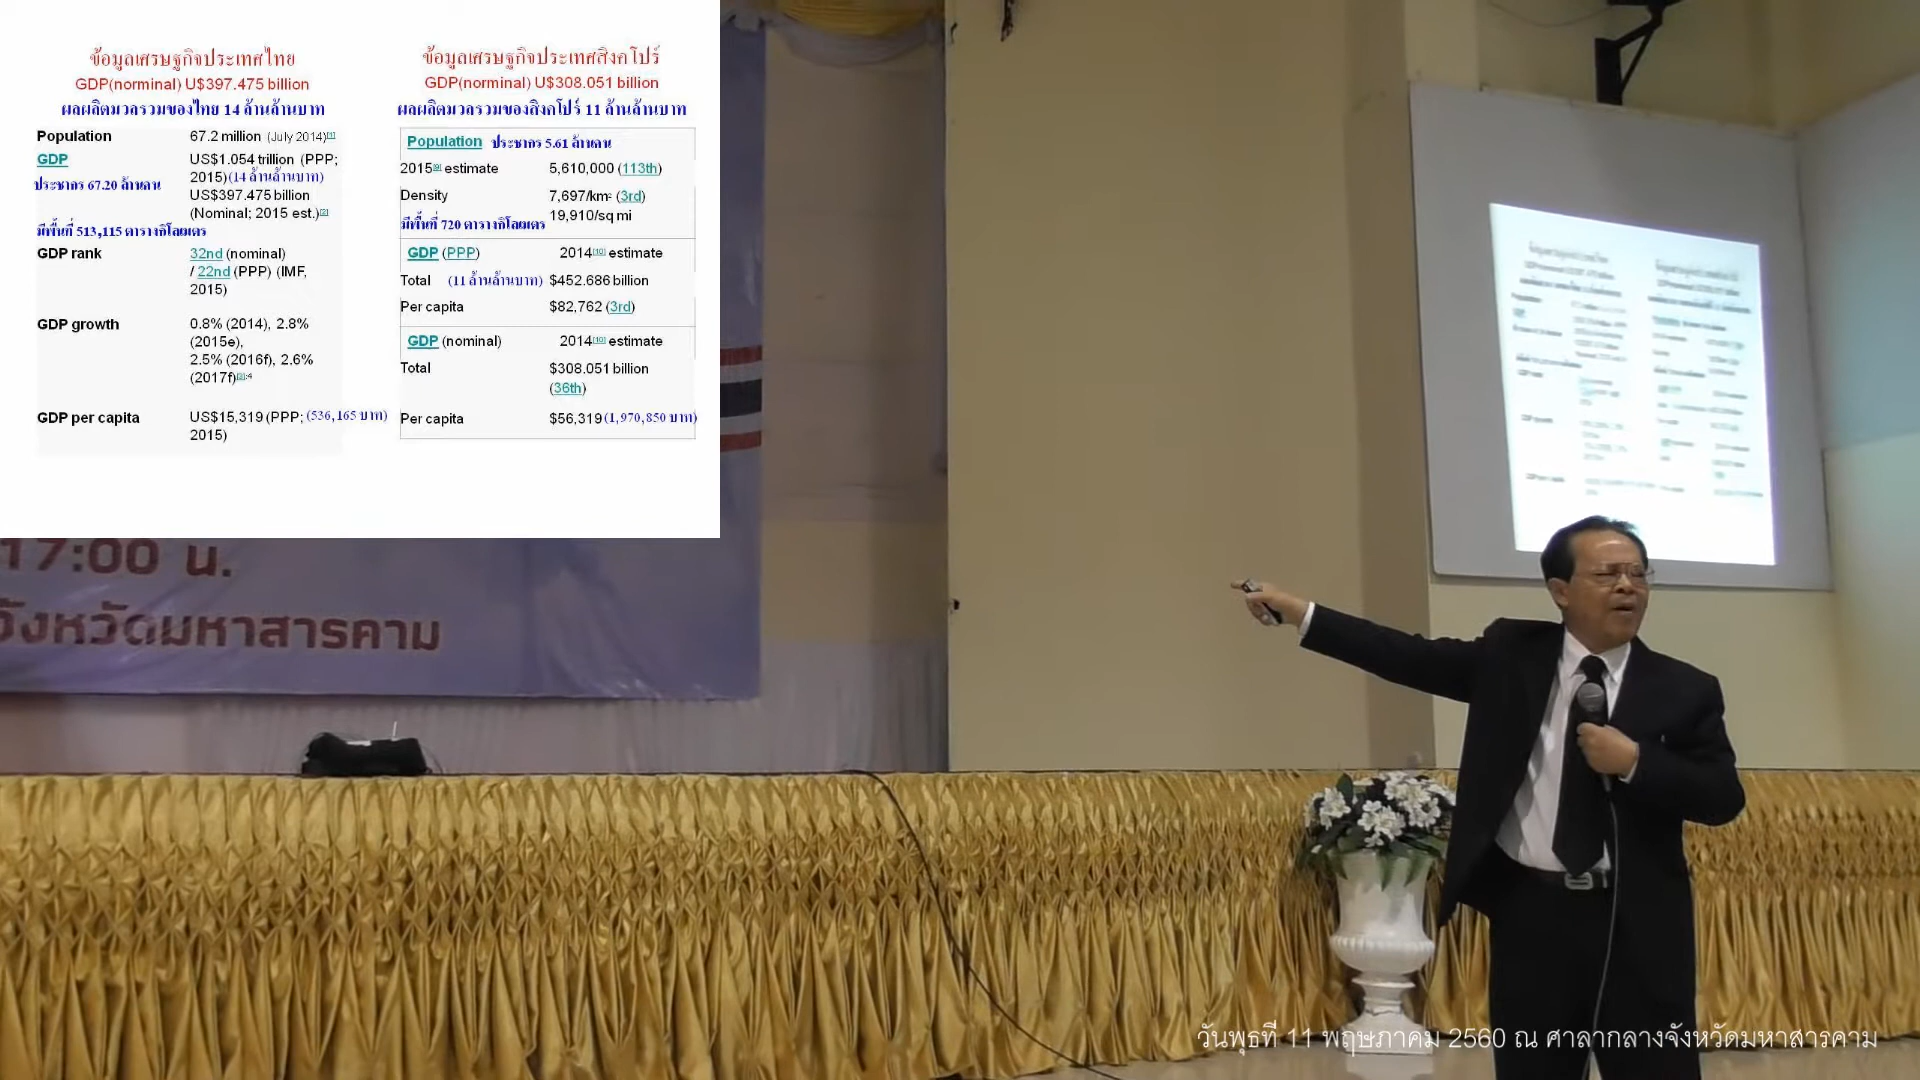 ข้อมูลเศรษฐกิจประเทศไทย
GDP(norminal) U$397.475 billion
ผลผลิตมวลรวมของไทย 14 ล้านล้านบาท
Population 67.2 million (July 2014)[1]
GDP US$1.054 trillion (PPP;
2015) (14 ล้านล้านบาท)
ประชากร 67.20 ล้านคน
US$397.475 billion
(Nominal; 2015 est.)[2]
มีพื้นที่ 513,115 ตารางกิโลเมตร
GDP rank 32nd (nominal)
/ 22nd (PPP) (IMF,
2015)
GDP growth 0.8% (2014), 2.8%
(2015e),
2.5% (2016f), 2.6%
(2017f)[3]:4
GDP per capita US$15,319 (PPP; (536,165 บาท)
2015)
ข้อมูลเศรษฐกิจประเทศสิงคโปร์
GDP(norminal) U$308.051 billion
ผลผลิตมวลรวมของสิงโปร์ 11 ล้านล้านบาท
Population ประชากร 5.61 ล้านคน
2015[9] estimate 5,610,000 (113th)
Density 7,697/km2 (3rd)
19,910/sq mi
มีพื้นที่ 720 ตารางกิโลเมตร
GDP (PPP) 2014[10] estimate
Total (11 ล้านล้านบาท) $452.686 billion
Per capita $82,762 (3rd)
GDP (nominal) 2014[10] estimate
Total $308.051 billion
(36th)
Per capita $56,319 (1,970,850 บาท)
17:00 น.
จังหวัดมหาสารคาม
วันพุธที่ 11 พฤษภาคม 2560 ณ ศาลากลางจังหวัดมหาสารคาม